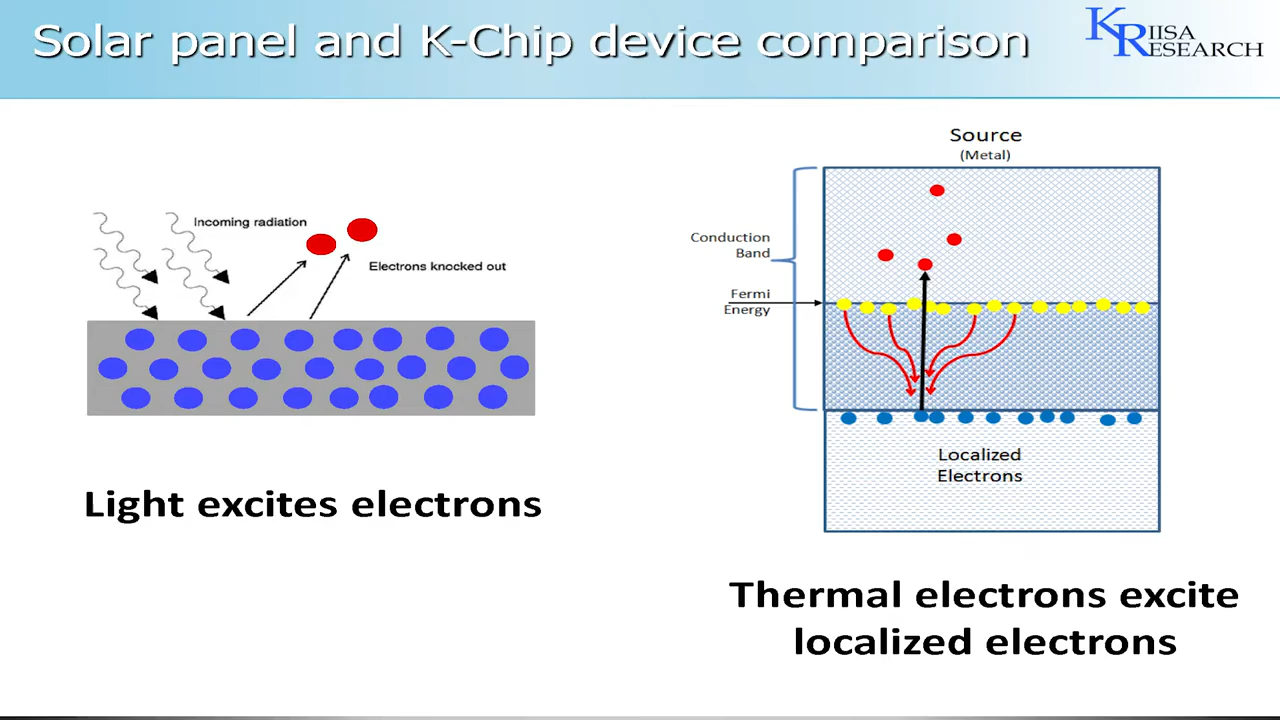 Solar panel and K-Chip device comparison
KRIISA
RESEARCH
Incoming radiation
Electrons knocked out
Light excites electrons
Source
(Metal)
Conduction
Band
Fermi
Energy
Localized
Electrons
Thermal electrons excite
localized electrons